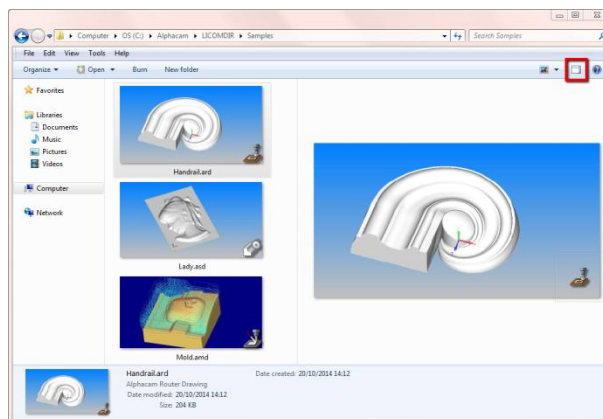 Computer ▸ OS (C:) ▸ Alphacam ▸ LICOMDIR ▸ Samples
Search Samples
File Edit View Tools Help
Organize Open Burn New folder
Favorites
Libraries
Documents
Music
Pictures
Videos
Computer
Network
Handrail.ard
Lady.asd
Mold.amd
Handrail.ard Date created: 20/10/2014 14:12
Alphacam Router Drawing
Date modified: 20/10/2014 14:12
Size: 204 KB